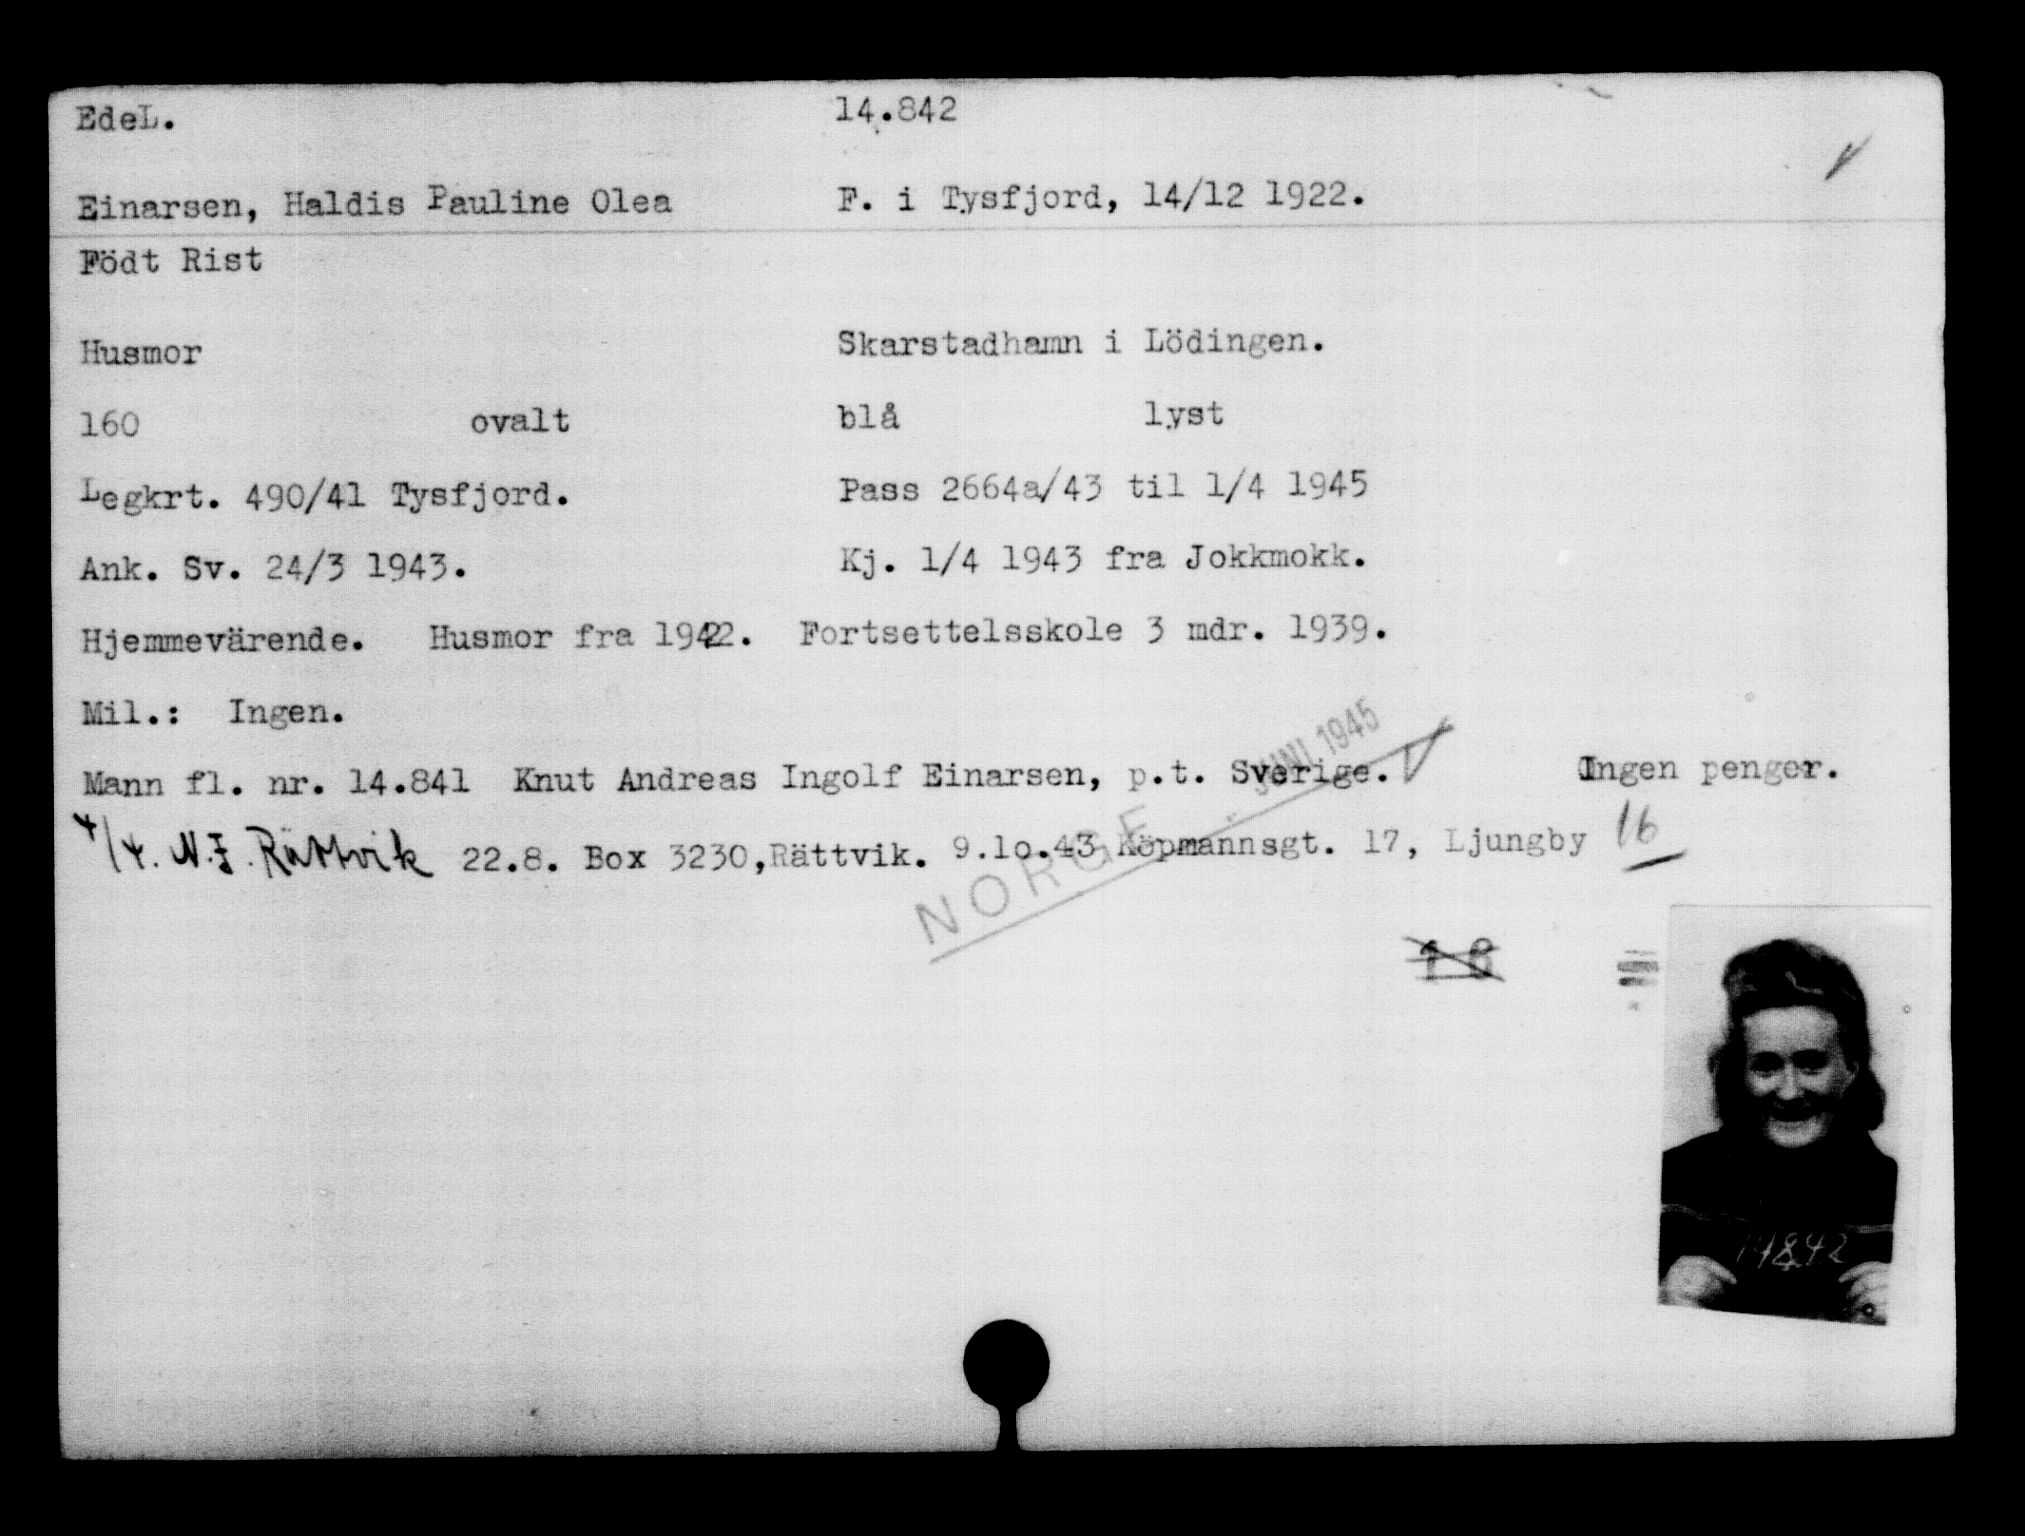 EdeL. 14.842
Einarsen, Haldis Pauline Olea F. i Tysfjord, 14/12 1922.
Födt Rist
Husmor Skarstadhamn i Lödingen.
160 ovalt blå lyst
Legkrt. 490/41 Tysfjord. Pass 2664a/43 til 1/4 1945
Ank. Sv. 24/3 1943. Kj. 1/4 1943 fra Jokkmokk.
Hjemmevärende. Husmor fra 1942. Fortsettelsskole 3 mdr. 1939.
Mil.: Ingen.
JUNI 1945
Mann fl. nr. 14.841 Knut Andreas Ingolf Einarsen, p.t. Sverige. Ingen penger.
4/4. N.J. Rättvik 22.8. Box 3230, Rättvik. 9.10.43 Köpmannsgt. 17, Ljungby 16
NORGE
14842